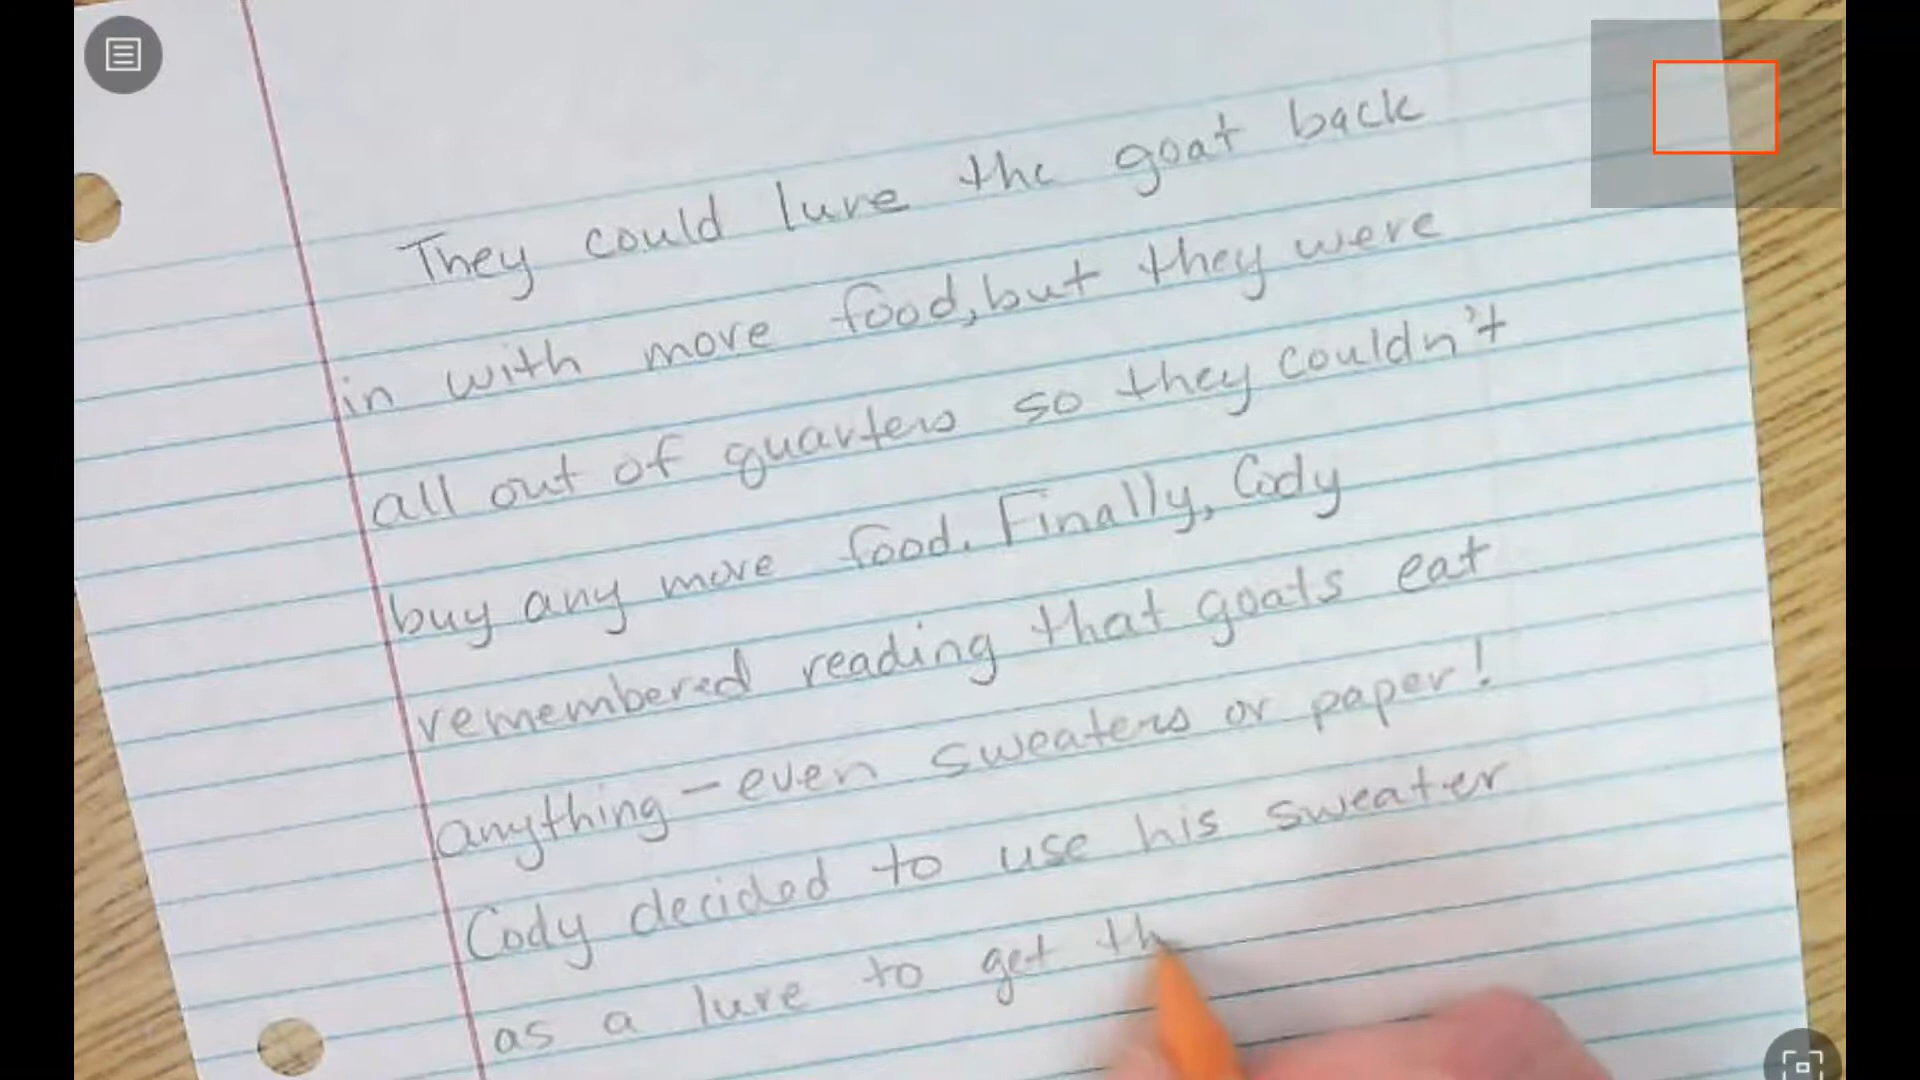 They could lure the goat back
in with more food, but they were
all out of quarters so they couldn't
buy any more food. Finally, Cody
remembered reading that goats eat
anything - even sweaters or paper!
Cody decided to use his sweater
as a lure to get th